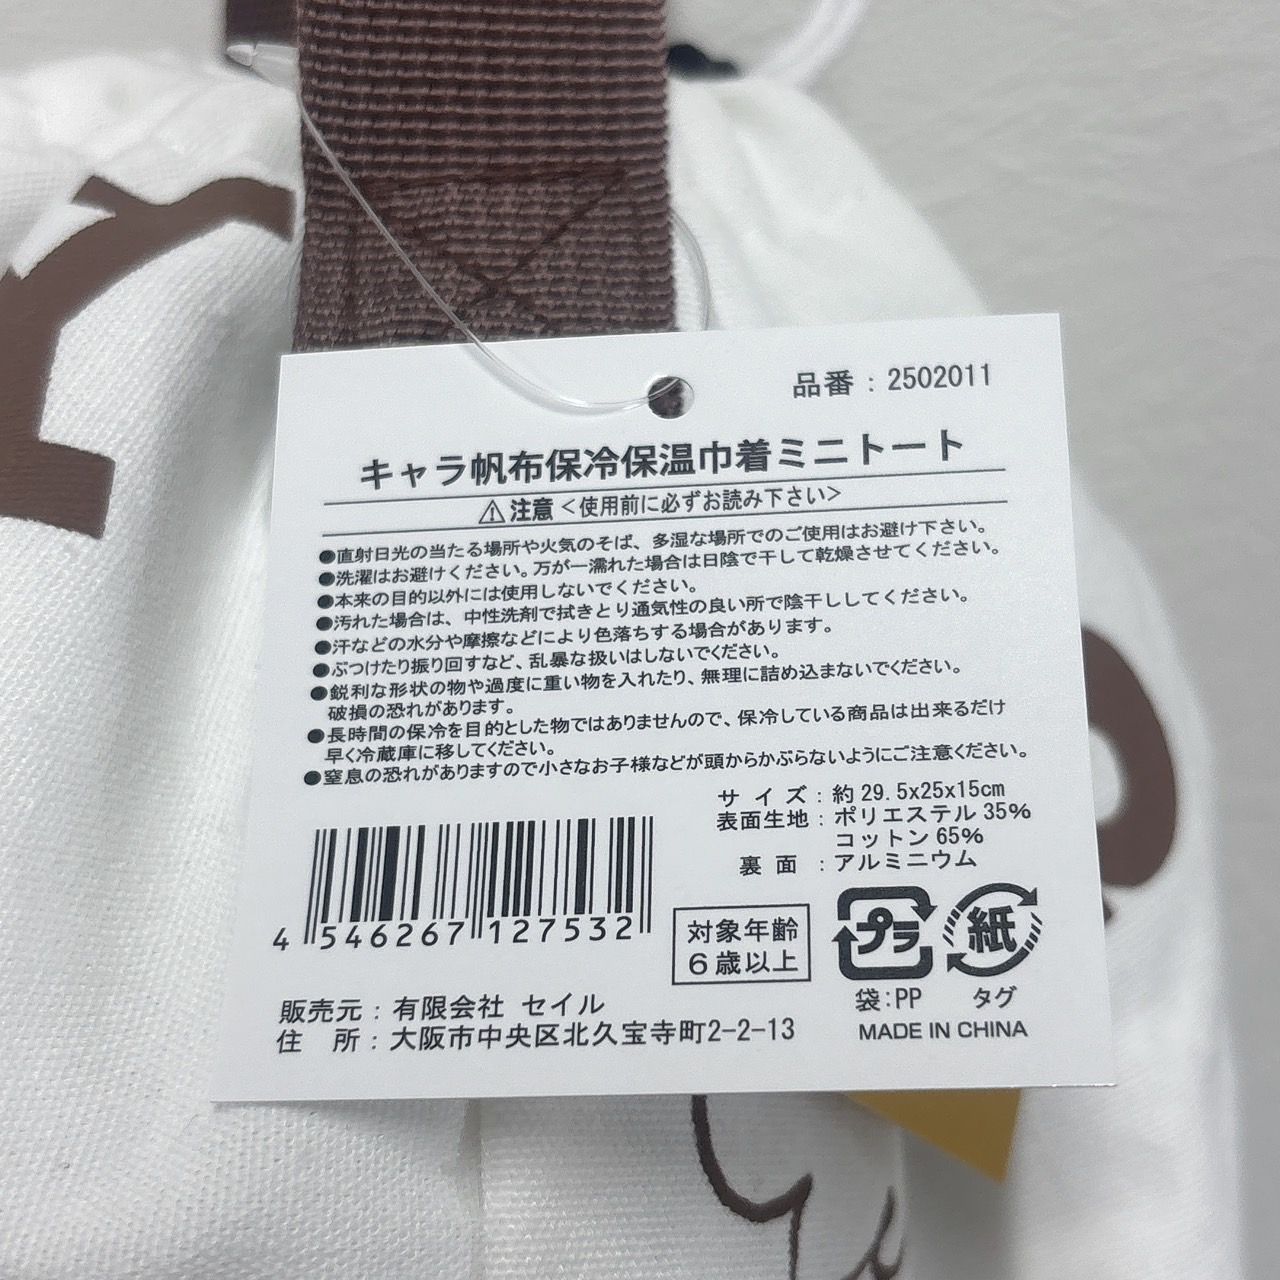 品番：2502011
キャラ帆布保冷保温巾着ミニトート
⚠注意＜使用前に必ずお読み下さい＞
●直射日光の当たる場所や火気のそば、多湿な場所でのご使用はお避け下さい。
●洗濯はお避けください。万が一濡れた場合は日陰で干して乾燥させてください。
●本来の目的以外には使用しないでください。
●汚れた場合は、中性洗剤で拭きとり通気性の良い所で陰干ししてください。
●汗などの水分や摩擦などにより色落ちする場合があります。
●ぶつけたり振り回すなど、乱暴な扱いはしないでください。
●鋭利な形状の物や過度に重い物を入れたり、無理に詰め込まないでください。
破損の恐れがあります。
●長時間の保冷を目的とした物ではありませんので、保冷している商品は出来るだけ
早く冷蔵庫に移してください。
●窒息の恐れがありますので小さなお子様などが頭からかぶらないようにご注意ください。
サイズ：約29.5x25x15cm
表面生地：ポリエステル35%
コットン65%
裏面：アルミニウム
4 546267 127532
対象年齢
6歳以上
プラ
紙
袋:PP
タグ
MADE IN CHINA
販売元：有限会社 セイル
住 所：大阪市中央区北久宝寺町2-2-13